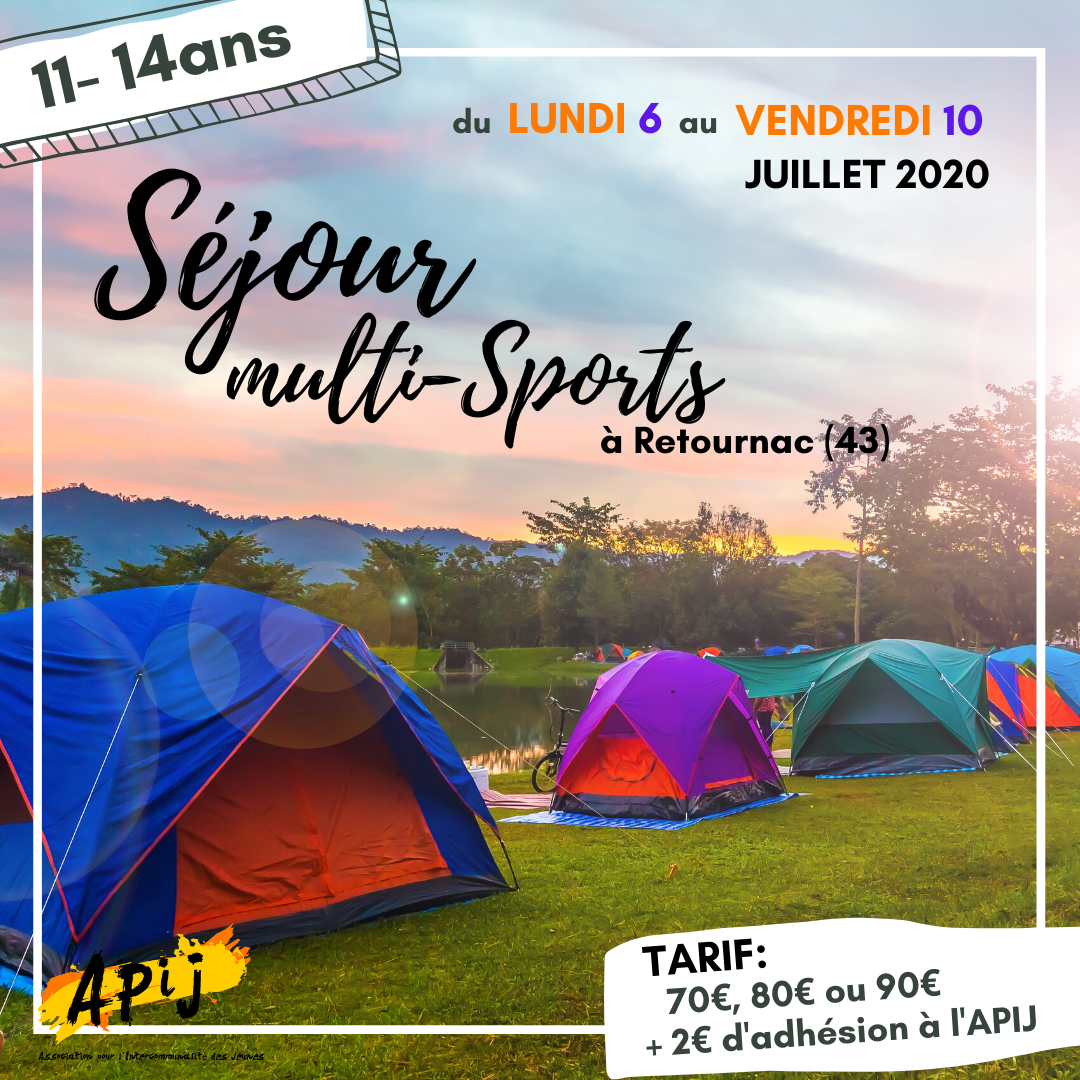 11- 14ans
du LUNDI 6 au VENDREDI 10
JUILLET 2020
Séjour
multi-Sports
à Retournac (43)
TARIF:
70€, 80€ ou 90€
+ 2€ d'adhésion à l'APIJ
APij
Association pour l'Intercommunalité des Jeunes